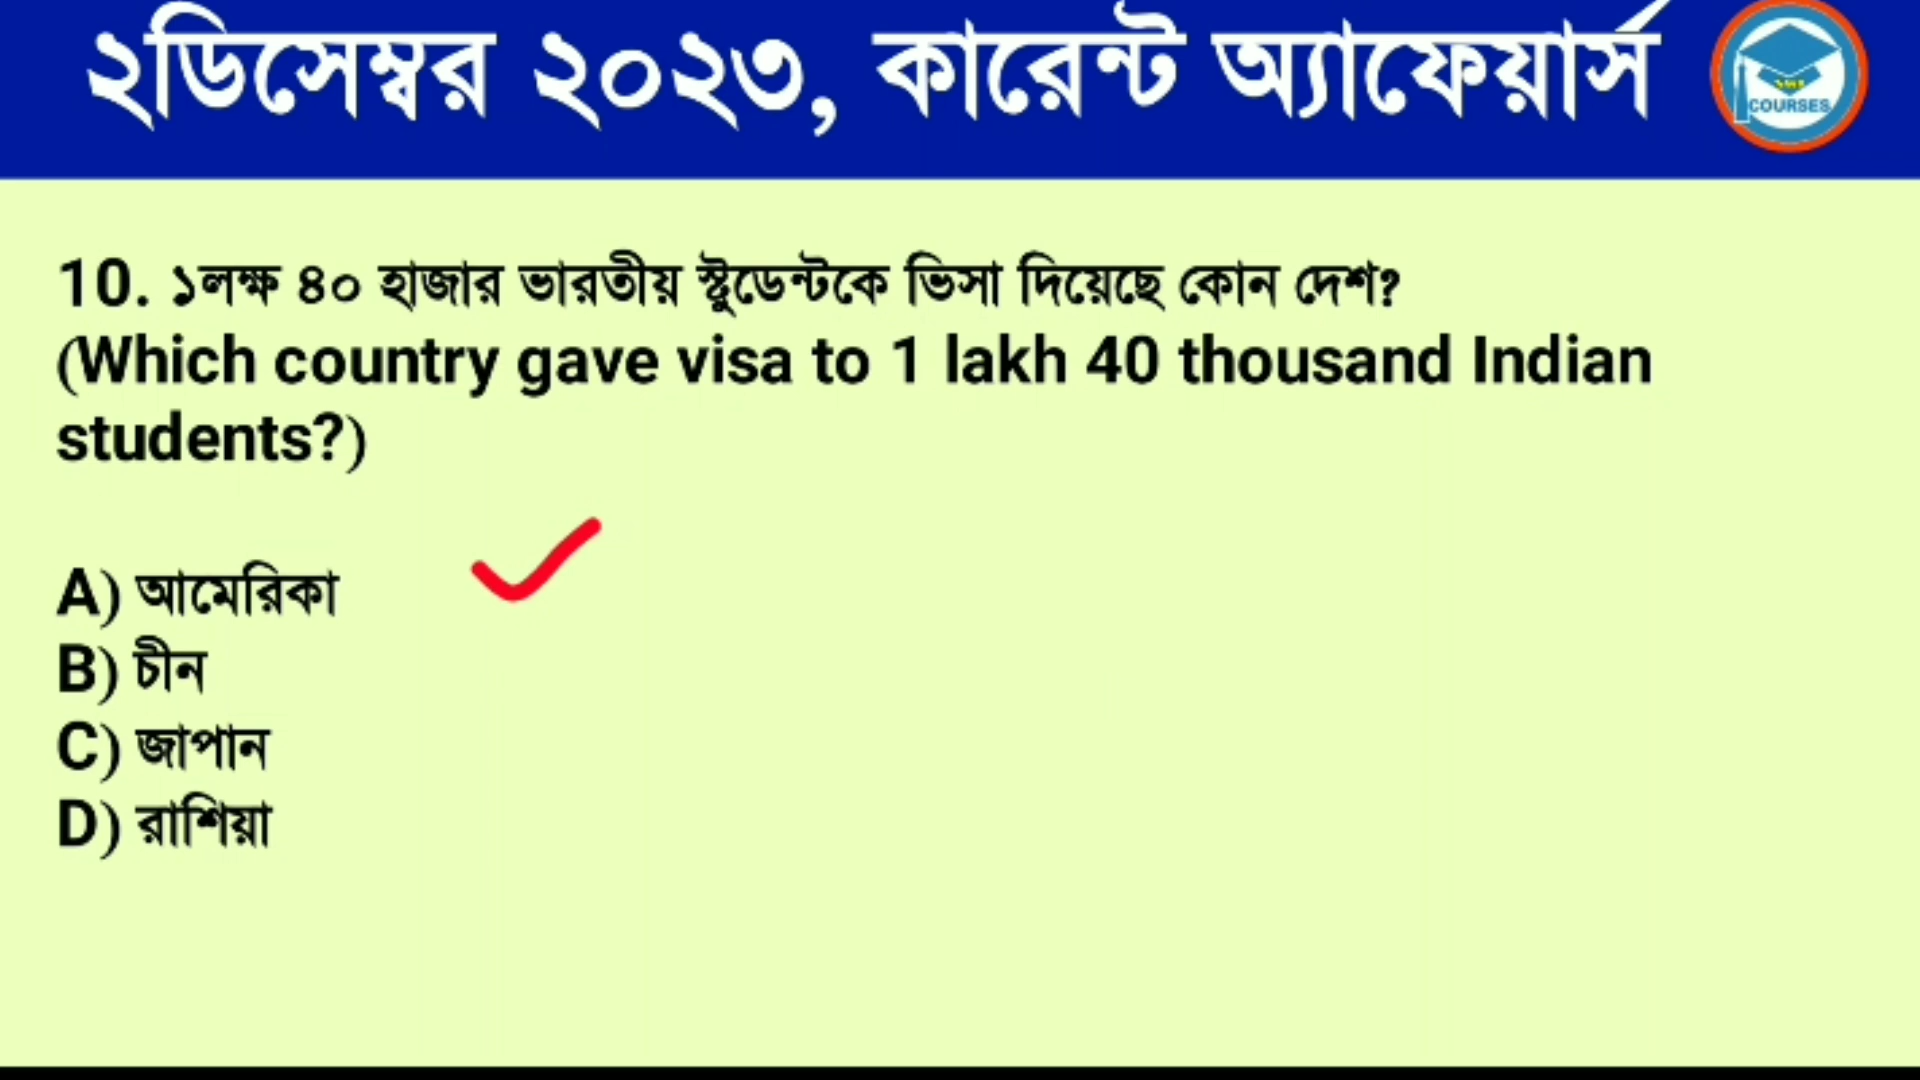 ২ডিসেম্বর ২০২৩, কারেন্ট অ্যাফেয়ার্স
COURSES
10. ১লক্ষ ৪০ হাজার ভারতীয় স্টুডেন্টকে ভিসা দিয়েছে কোন দেশ?
(Which country gave visa to 1 lakh 40 thousand Indian
students?)
A) আমেরিকা
B) চীন
C) জাপান
D) রাশিয়া